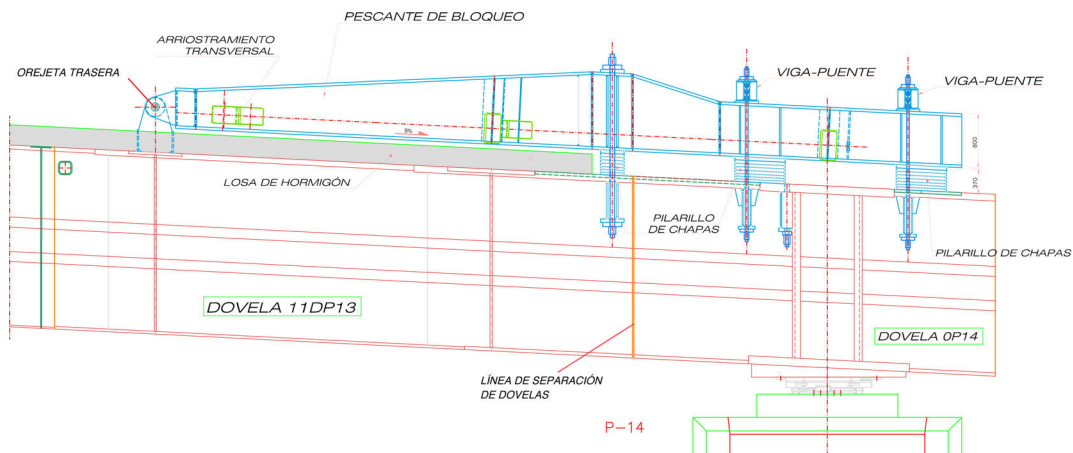 PESCANTE DE BLOQUEO
ARRIOSTRAMIENTO
TRANSVERSAL
OREJETA TRASERA
VIGA-PUENTE
VIGA-PUENTE
5%
600
370
LOSA DE HORMIGÓN
PILARILLO
DE CHAPAS
PILARILLO DE CHAPAS
DOVELA 11DP13
DOVELA 0P14
LÍNEA DE SEPARACIÓN
DE DOVELAS
P-14